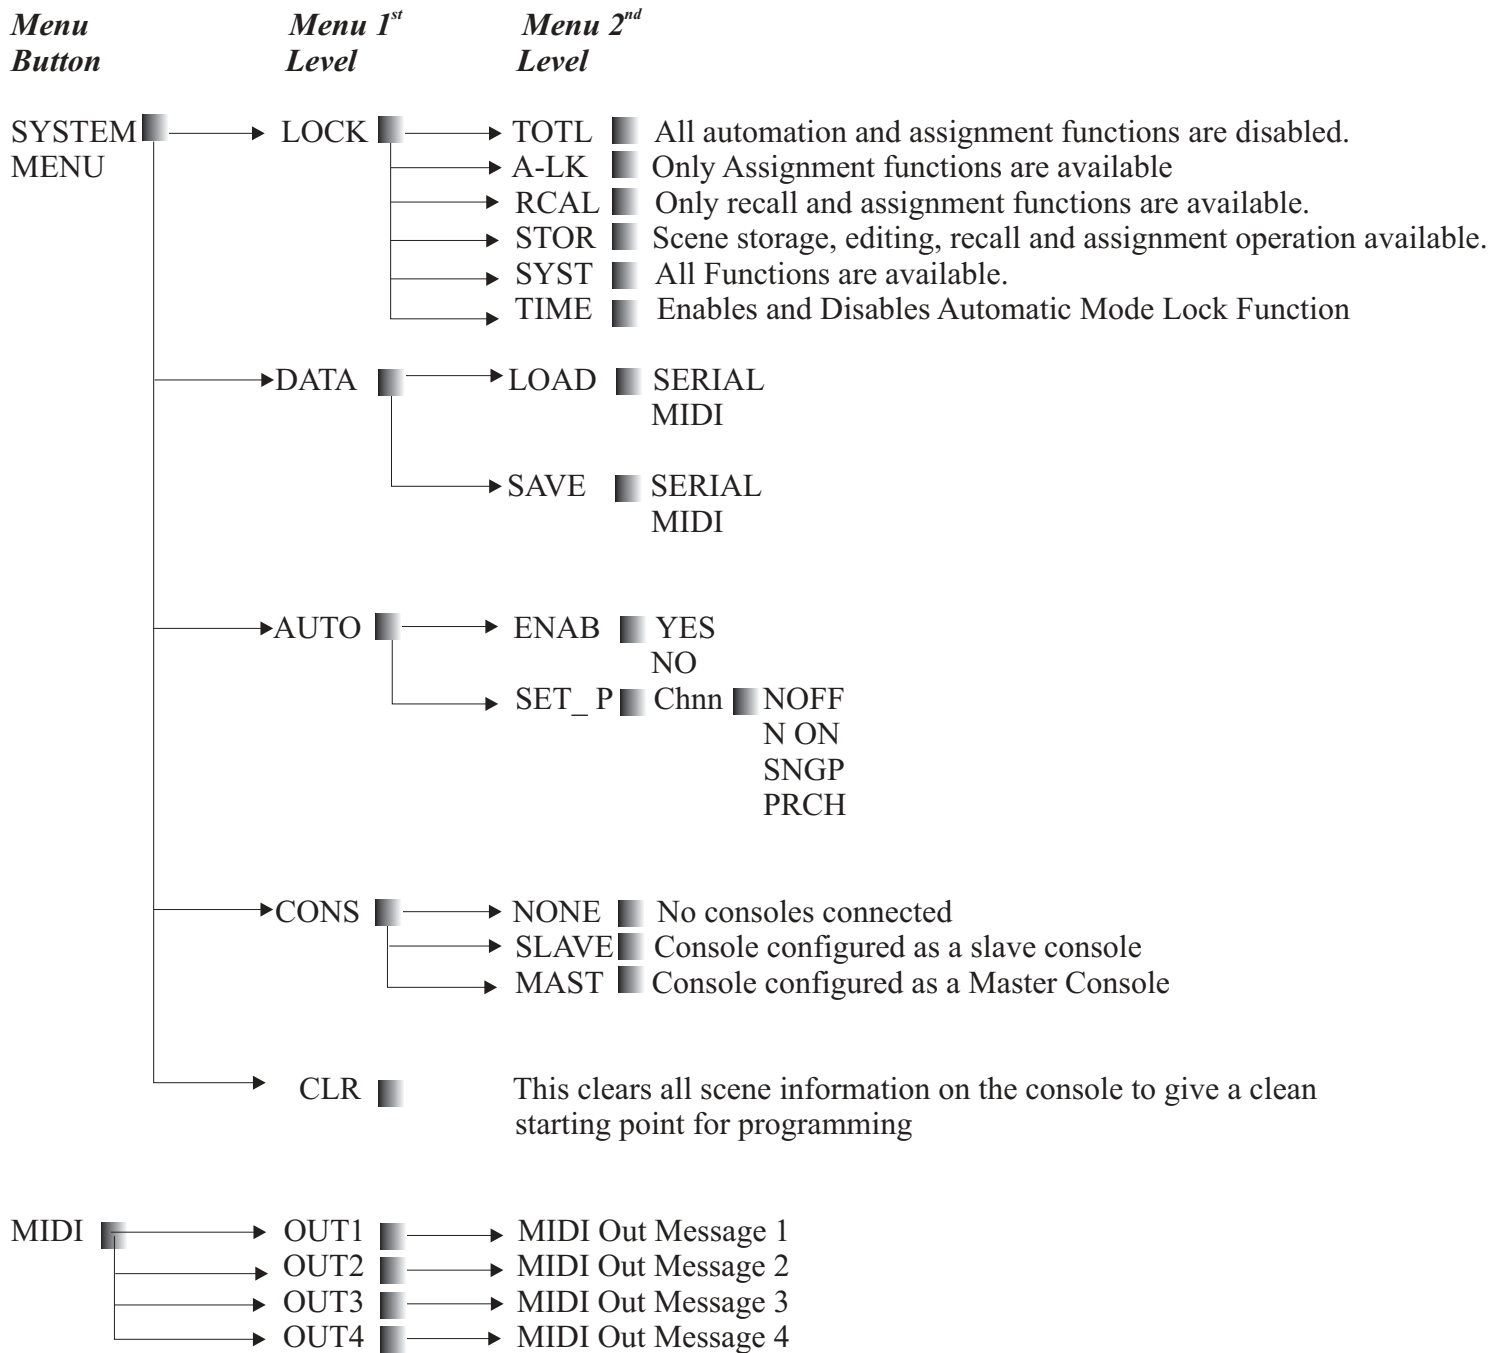 Menu Button Menu 1st Level Menu 2nd Level
SYSTEM MENU LOCK TOTL All automation and assignment functions are disabled.
A-LK Only Assignment functions are available
RCAL Only recall and assignment functions are available.
STOR Scene storage, editing, recall and assignment operation available.
SYST All Functions are available.
TIME Enables and Disables Automatic Mode Lock Function
DATA LOAD SERIAL
MIDI
SAVE SERIAL
MIDI
AUTO ENAB YES
NO
SET_ P Chnn NOFF
N ON
SNGP
PRCH
CONS NONE No consoles connected
SLAVE Console configured as a slave console
MAST Console configured as a Master Console
CLR This clears all scene information on the console to give a clean
starting point for programming
MIDI OUT1 MIDI Out Message 1
OUT2 MIDI Out Message 2
OUT3 MIDI Out Message 3
OUT4 MIDI Out Message 4